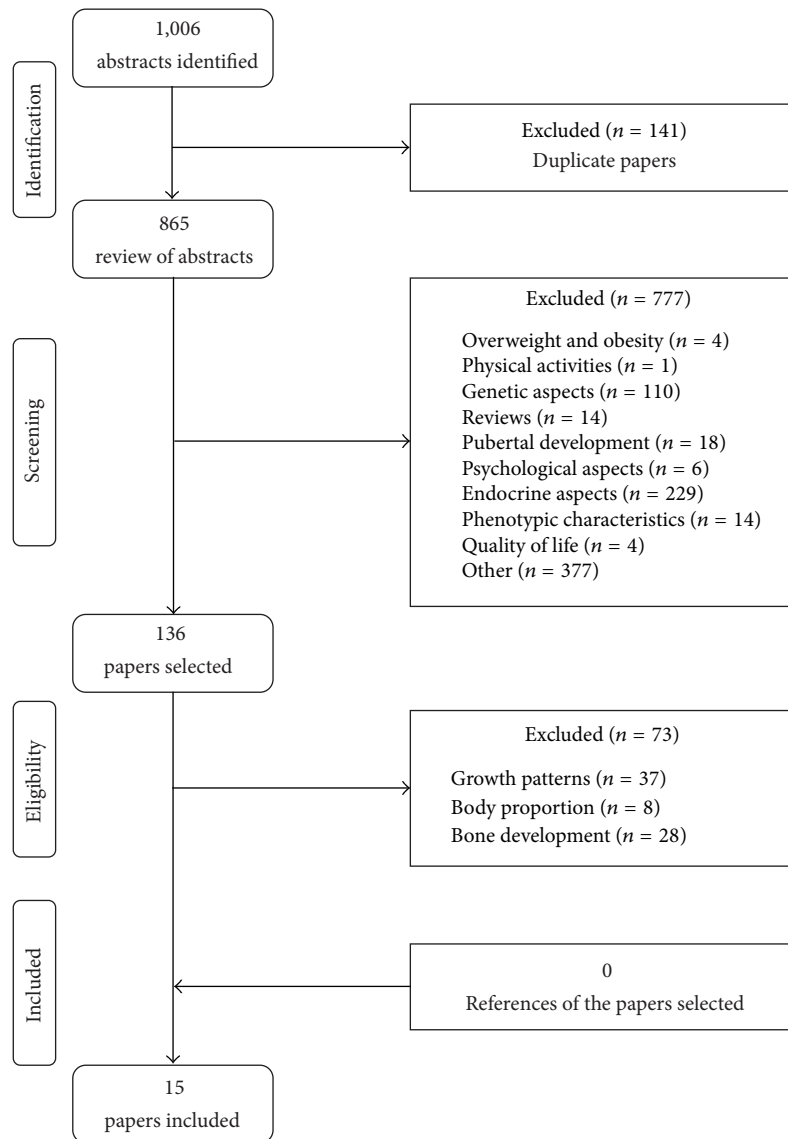 1,006
abstracts identified
Identification
Excluded (n = 141)
Duplicate papers
865
review of abstracts
Screening
Excluded (n = 777)
Overweight and obesity (n = 4)
Physical activities (n = 1)
Genetic aspects (n = 110)
Reviews (n = 14)
Pubertal development (n = 18)
Psychological aspects (n = 6)
Endocrine aspects (n = 229)
Phenotypic characteristics (n = 14)
Quality of life (n = 4)
Other (n = 377)
136
papers selected
Eligibility
Excluded (n = 73)
Growth patterns (n = 37)
Body proportion (n = 8)
Bone development (n = 28)
Included
0
References of the papers selected
15
papers included